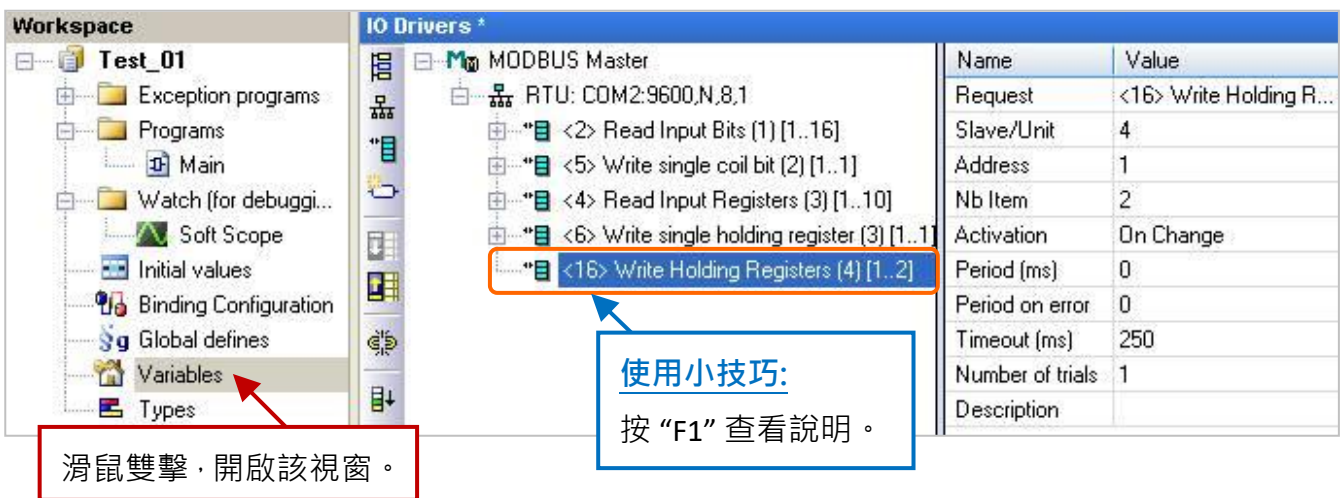 Workspace
Test_01
Exception programs
Programs
Main
Watch (for debuggi...
Soft Scope
Initial values
Binding Configuration
Global defines
Variables
Types
IO Drivers *
MODBUS Master
RTU: COM2:9600,N,8,1
<2> Read Input Bits (1) [1..16]
<5> Write single coil bit (2) [1..1]
<4> Read Input Registers (3) [1..10]
<6> Write single holding register (3) [1..1]
<16> Write Holding Registers (4) [1..2]
Name Value
Request <16> Write Holding R...
Slave/Unit 4
Address 1
Nb Item 2
Activation On Change
Period (ms) 0
Period on error 0
Timeout (ms) 250
Number of trials 1
Description
使用小技巧:
按 “F1” 查看說明。
滑鼠雙擊,開啟該視窗。